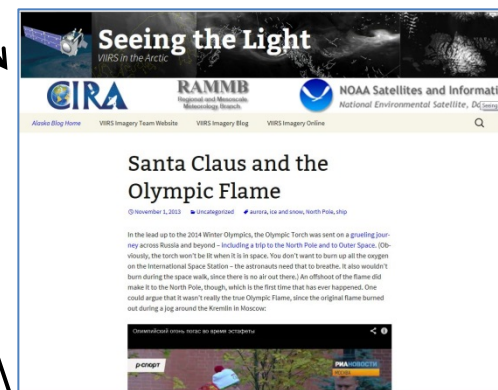 Seeing the Light
VIIRS in the Arctic
CIRA
RAMMB
Regional and Mesoscale
Meteorology Branch
NOAA Satellites and Informati
National Environmental Satellite, Da
Seeing
Alaska Blog Home VIIRS Imagery Team Website VIIRS Imagery Blog VIIRS Imagery Online
Santa Claus and the
Olympic Flame
November 1, 2013 Uncategorized aurora, ice and snow, North Pole, ship
In the lead up to the 2014 Winter Olympics, the Olympic Torch was sent on a grueling jour-
ney across Russia and beyond – including a trip to the North Pole and to Outer Space. (Ob-
viously, the torch won't be lit when it is in space. You don't want to burn up all the oxygen
on the International Space Station – the astronauts need that to breathe. It also wouldn't
burn during the space walk, since there is no air out there.) An offshoot of the flame did
make it to the North Pole, though, which is the first time that has ever happened. One
could argue that it wasn't really the true Olympic Flame, since the original flame burned
out during a jog around the Kremlin in Moscow:
Олимпийский огонь погас во время эстафеты
р-спорт
РИАНОВОСТИ
МОСКВА